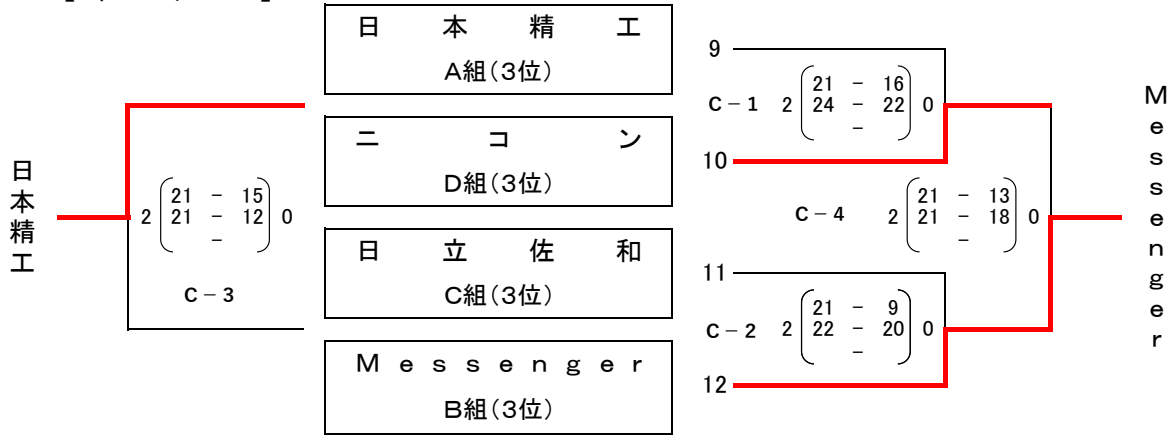 日本精工
A組(3位)
ニコン
D組(3位)
日立佐和
C組(3位)
Messenger
B組(3位)
日本精工
2 21 - 15 0
21 - 12
-
C-3
9
C-1 2 21 - 16 0
24 - 22
-
10
C-4 2 21 - 13 0
21 - 18
-
11
C-2 2 21 - 9 0
22 - 20
-
12
Messenger